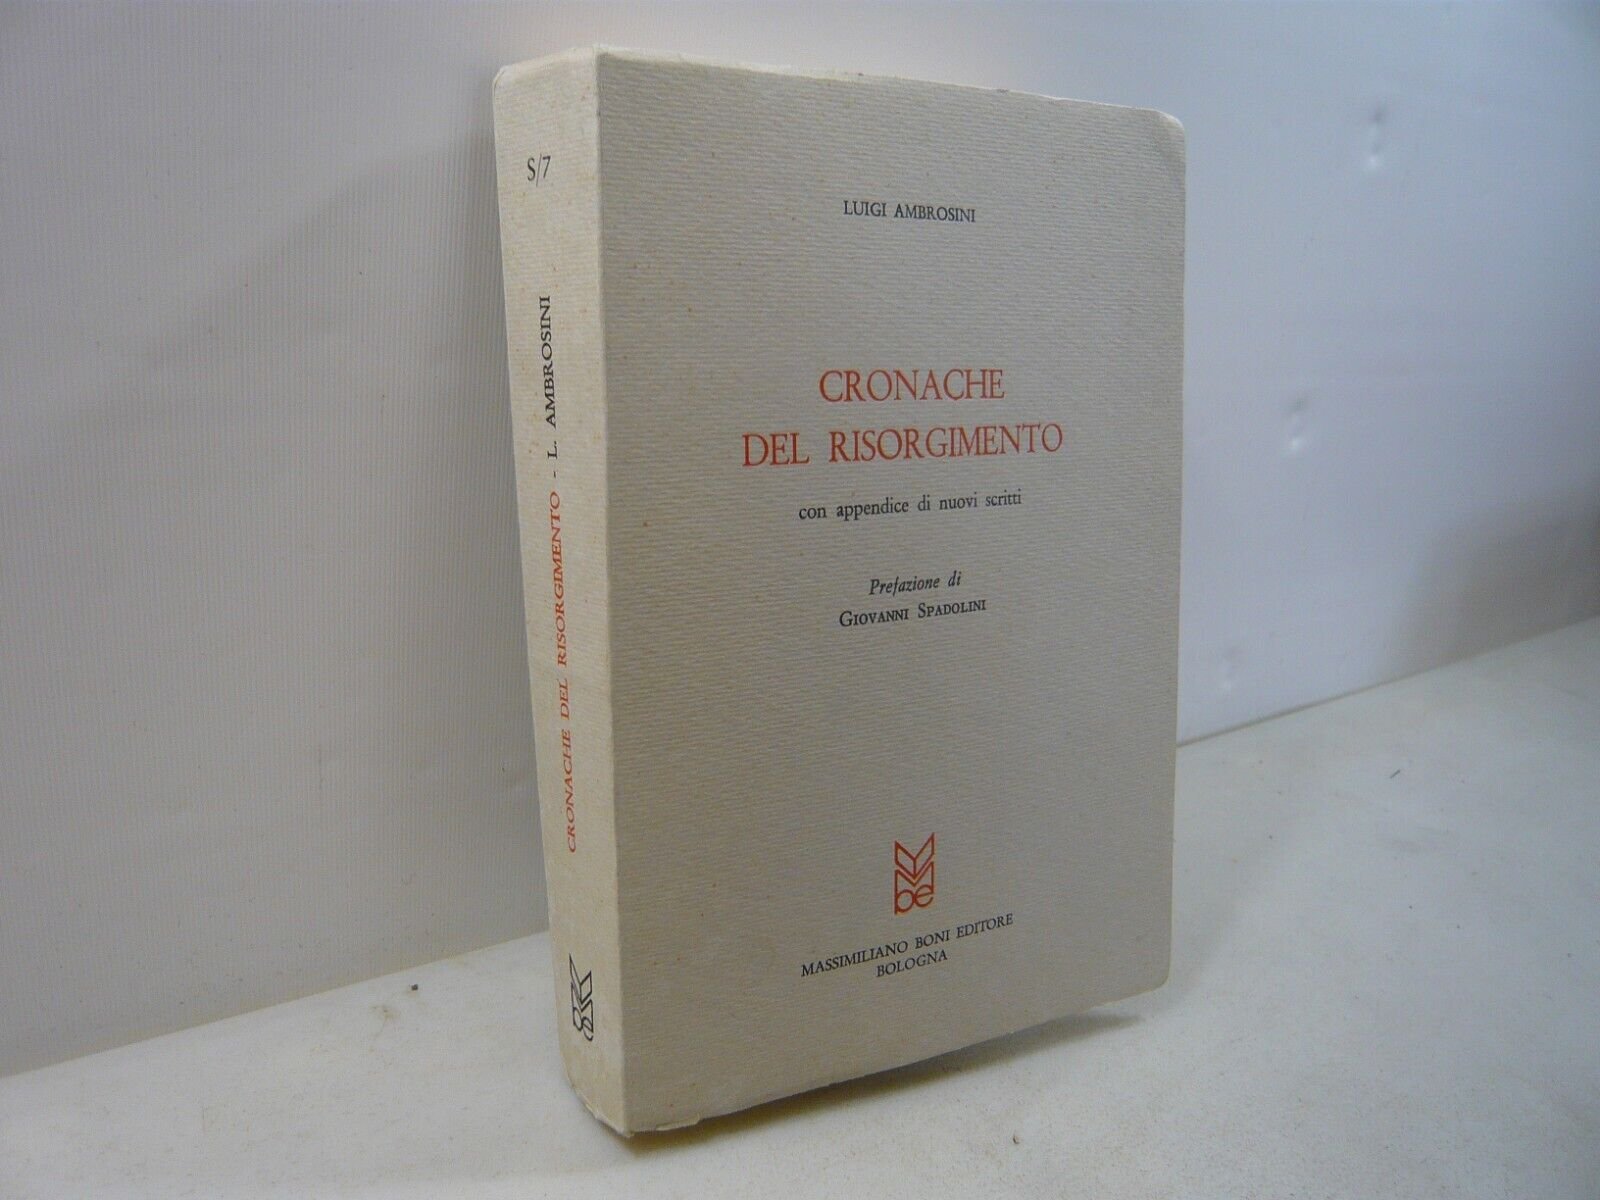 S/7
CRONACHE DEL RISORGIMENTO - L. AMBROSINI
LUIGI AMBROSINI
CRONACHE
DEL RISORGIMENTO
con appendice di nuovi scritti
Prefazione di
GIOVANNI SPADOLINI
be
MASSIMILIANO BONI EDITORE
BOLOGNA